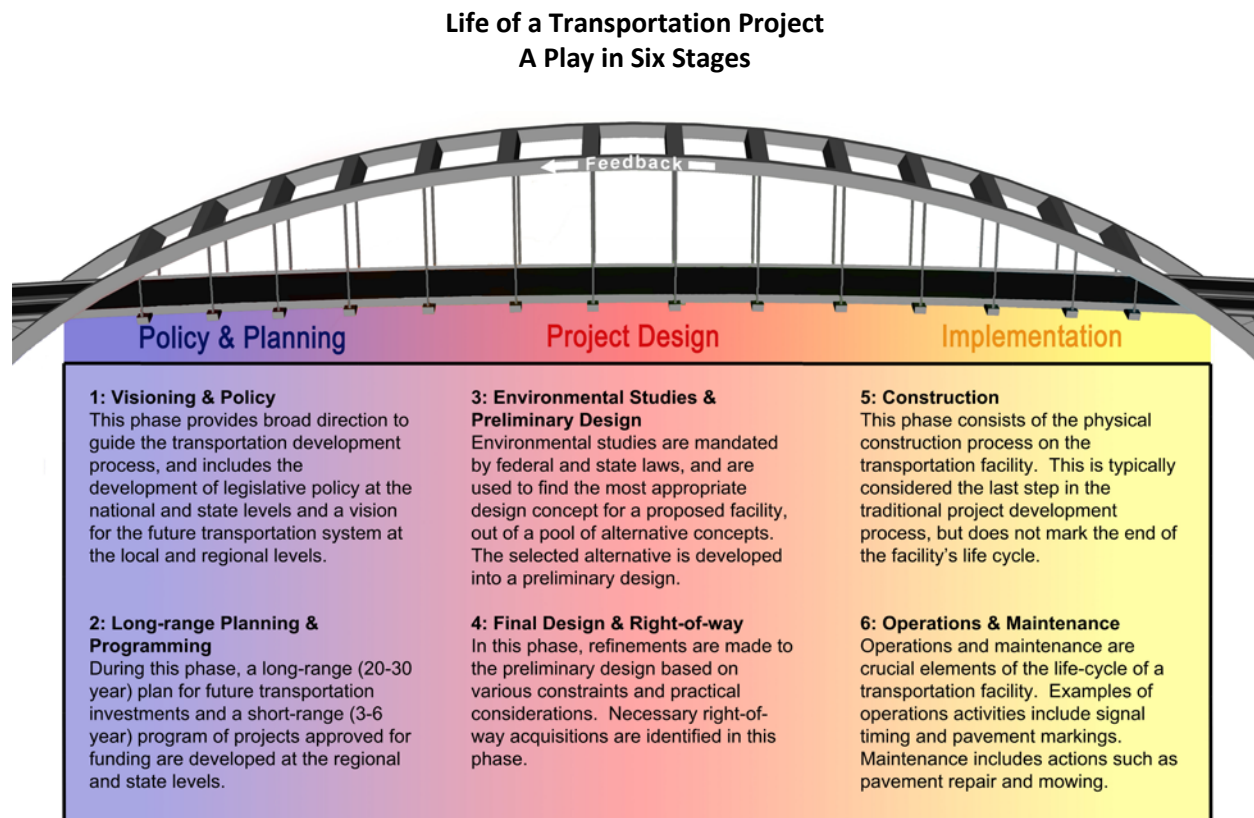 Life of a Transportation Project
A Play in Six Stages
Feedback
Policy & Planning
Project Design
Implementation
1: Visioning & Policy
This phase provides broad direction to
guide the transportation development
process, and includes the
development of legislative policy at the
national and state levels and a vision
for the future transportation system at
the local and regional levels.
2: Long-range Planning &
Programming
During this phase, a long-range (20-30
year) plan for future transportation
investments and a short-range (3-6
year) program of projects approved for
funding are developed at the regional
and state levels.
3: Environmental Studies &
Preliminary Design
Environmental studies are mandated
by federal and state laws, and are
used to find the most appropriate
design concept for a proposed facility,
out of a pool of alternative concepts.
The selected alternative is developed
into a preliminary design.
4: Final Design & Right-of-way
In this phase, refinements are made to
the preliminary design based on
various constraints and practical
considerations.  Necessary right-of-
way acquisitions are identified in this
phase.
5: Construction
This phase consists of the physical
construction process on the
transportation facility.  This is typically
considered the last step in the
traditional project development
process, but does not mark the end of
the facility's life cycle.
6: Operations & Maintenance
Operations and maintenance are
crucial elements of the life-cycle of a
transportation facility.  Examples of
operations activities include signal
timing and pavement markings.
Maintenance includes actions such as
pavement repair and mowing.